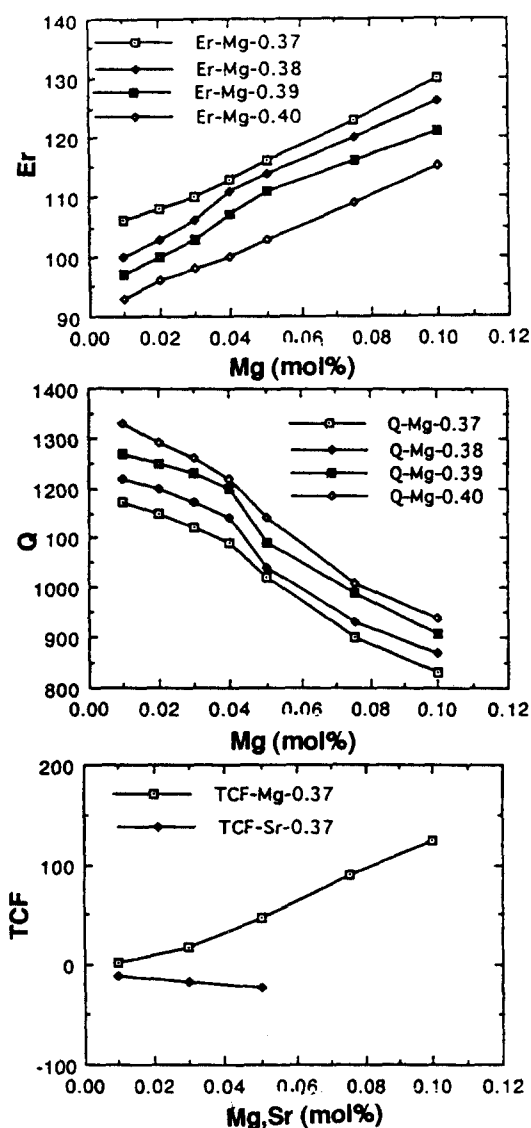 130
Er-Mg-0.37
Er-Mg-0.38
Er-Mg-0.39
Er-Mg-0.40
130
120
110
100
90
Er
0.00 0.02 0.04 0.06 0.08 0.10 0.12
Mg (mol%)
1400
1300
1200
1100
1000
900
800
Q
Q-Mg-0.37
Q-Mg-0.38
Q-Mg-0.39
Q-Mg-0.40
0.00 0.02 0.04 0.06 0.08 0.10 0.12
Mg (mol%)
200
100
0
-100
TCF
TCF-Mg-0.37
TCF-Sr-0.37
0.00 0.02 0.04 0.06 0.08 0.10 0.12
Mg,Sr (mol%)